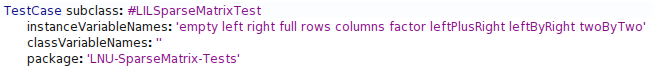 TestCase subclass: #LILSparseMatrixTest
instanceVariableNames: 'empty left right full rows columns factor leftPlusRight leftByRight twoByTwo'
classVariableNames: ''
package: 'LNU-SparseMatrix-Tests'